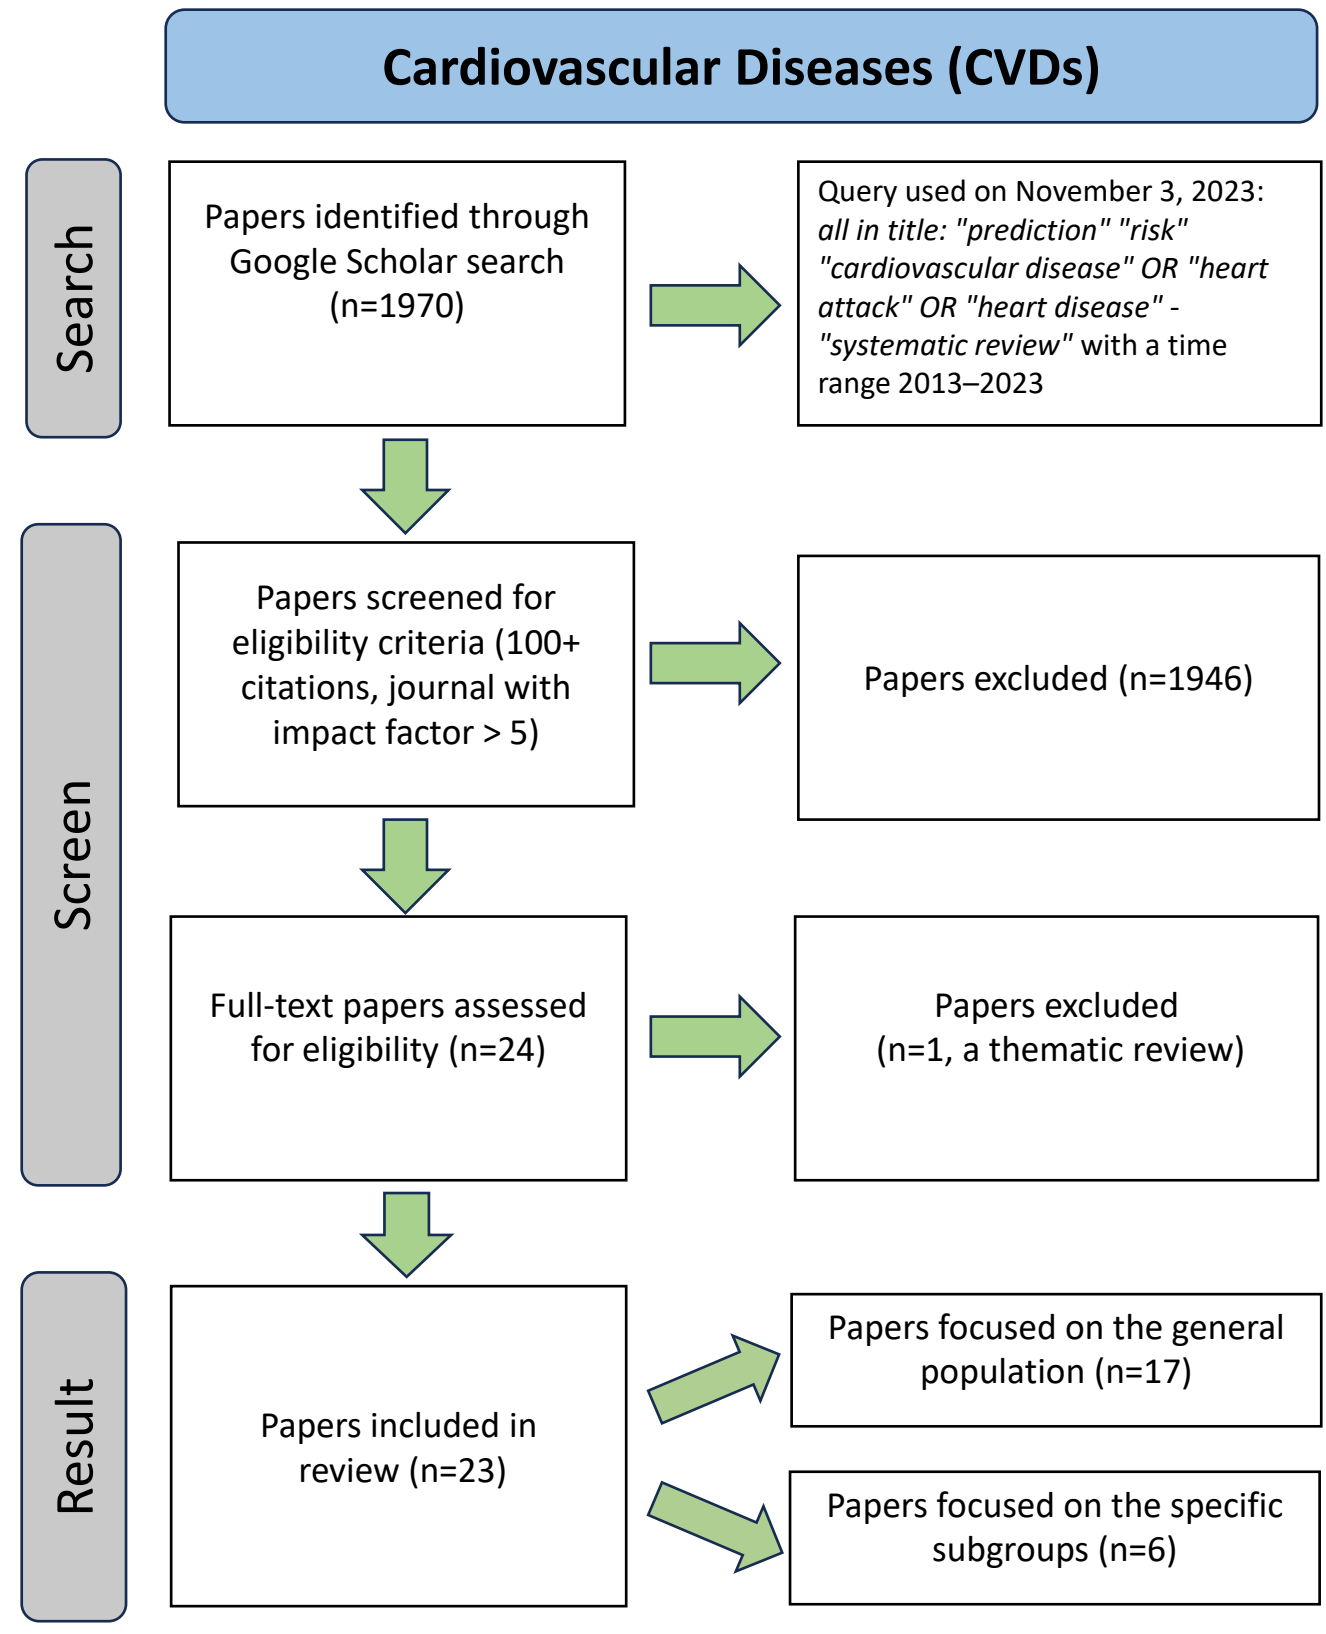 Cardiovascular Diseases (CVDs)
Search
Papers identified through
Google Scholar search
(n=1970)
Query used on November 3, 2023:
all in title: "prediction" "risk"
"cardiovascular disease" OR "heart
attack" OR "heart disease" -
"systematic review" with a time
range 2013–2023
Screen
Papers screened for
eligibility criteria (100+
citations, journal with
impact factor > 5)
Papers excluded (n=1946)
Full-text papers assessed
for eligibility (n=24)
Papers excluded
(n=1, a thematic review)
Result
Papers included in
review (n=23)
Papers focused on the general
population (n=17)
Papers focused on the specific
subgroups (n=6)